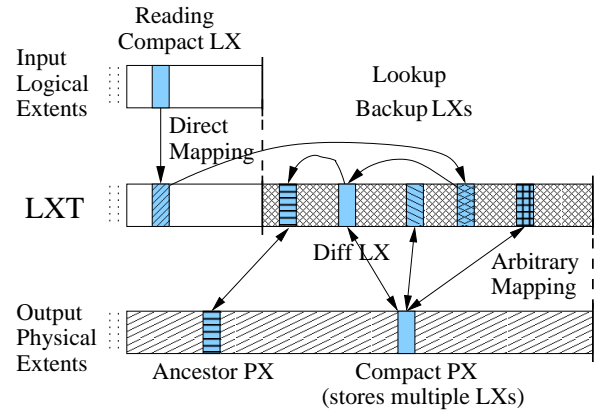 Reading
Compact LX
Input
Logical
Extents
Lookup
Backup LXs
Direct
Mapping
LXT
Diff LX
Arbitrary
Mapping
Output
Physical
Extents
Ancestor PX
Compact PX
(stores multiple LXs)